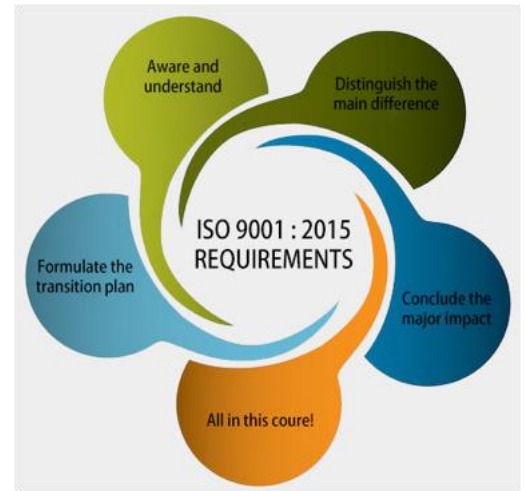 Aware and
understand
Distinguish the
main difference
ISO 9001 : 2015
REQUIREMENTS
Formulate the
transition plan
Conclude the
major impact
All in this coure!